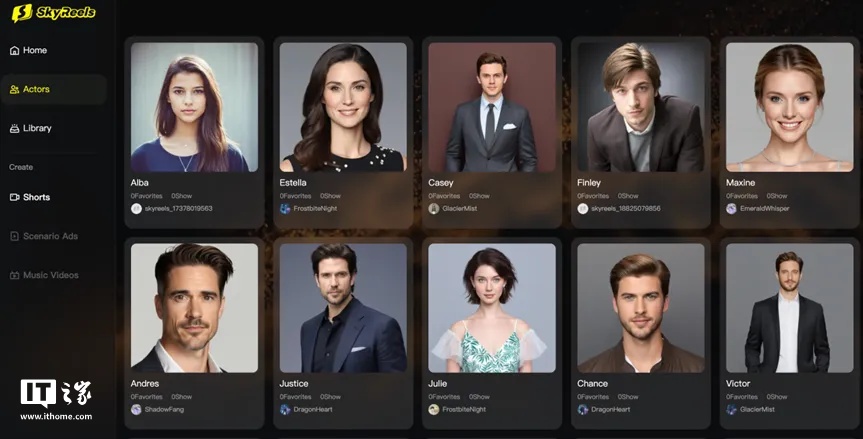 SkyReels
Home
Actors
Library
Create
Shorts
Scenario Ads
Music Videos
Alba
0Favorites 0Show
skyreels_17378019563
Estella
0Favorites 0Show
FrostbiteNight
Casey
0Favorites 0Show
GlacierMist
Finley
0Favorites 0Show
skyreels_18825079856
Maxine
0Favorites 0Show
EmeraldWhisper
Andres
0Favorites 0Show
ShadowFang
Justice
0Favorites 0Show
DragonHeart
Julie
0Favorites 0Show
FrostbiteNight
Chance
0Favorites 0Show
DragonHeart
Victor
0Favorites 0Show
GlacierMist
IT之家
www.ithome.com